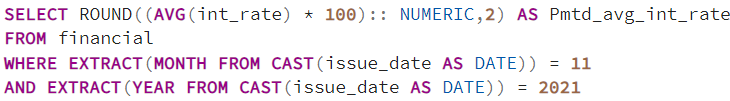 SELECT ROUND((AVG(int_rate) * 100):: NUMERIC,2) AS Pmtd_avg_int_rate
FROM financial
WHERE EXTRACT(MONTH FROM CAST(issue_date AS DATE)) = 11
AND EXTRACT(YEAR FROM CAST(issue_date AS DATE)) = 2021